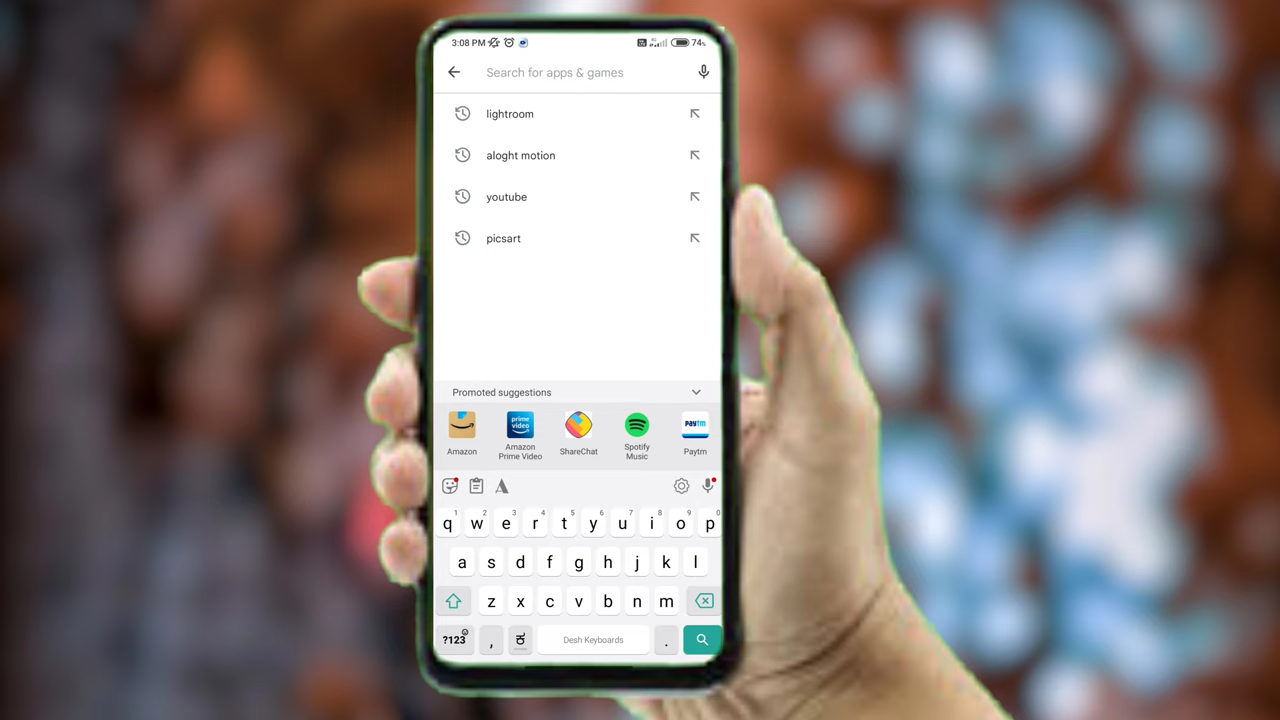 3:08 PM 4G 74%
Search for apps & games
lightroom
aloght motion
youtube
picsart
Promoted suggestions
prime video PayTM
Amazon Amazon Prime Video ShareChat Spotify Music Paytm
1 2 3 4 5 6 7 8 9 0
q w e r t y u i o p
a s d f g h j k l
z x c v b n m
?123 , ಕ Desh Keyboards .